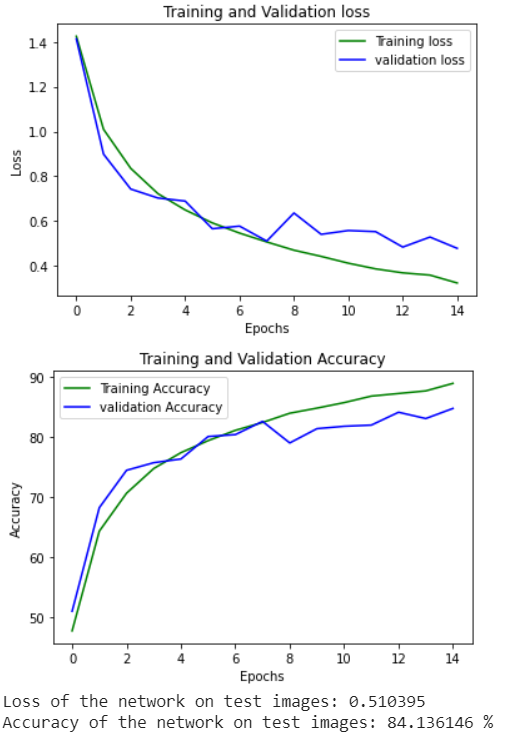 Training and Validation loss
Training loss
validation loss
1.4
1.2
1.0
0.8
0.6
0.4
Loss
0 2 4 6 8 10 12 14
Epochs
Training and Validation Accuracy
Training Accuracy
validation Accuracy
90
80
70
60
50
Accuracy
0 2 4 6 8 10 12 14
Epochs
Loss of the network on test images: 0.510395
Accuracy of the network on test images: 84.136146 %